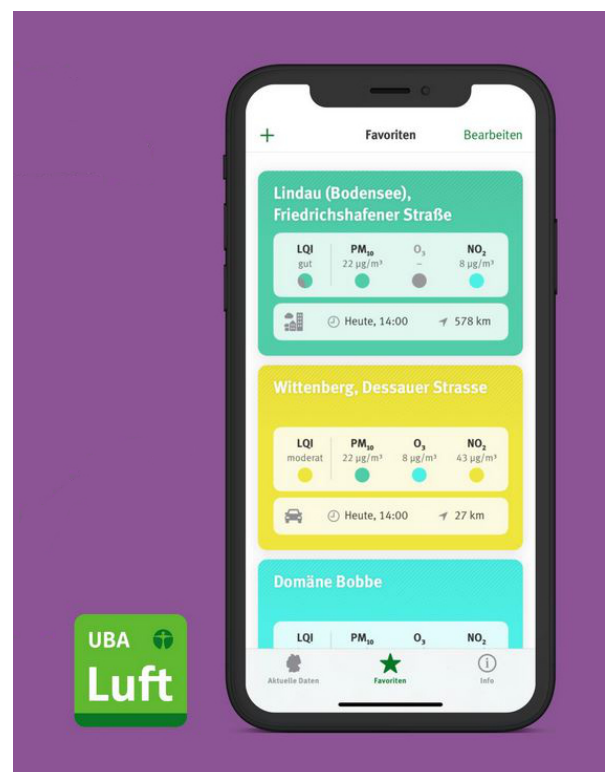 + Favoriten Bearbeiten
Lindau (Bodensee),
Friedrichshafener Straße
LQI PM₁₀ O₃ NO₂
gut 22 µg/m³ – 8 µg/m³
Heute, 14:00 578 km
Wittenberg, Dessauer Strasse
LQI PM₁₀ O₃ NO₂
moderat 22 µg/m³ 8 µg/m³ 43 µg/m³
Heute, 14:00 27 km
Domäne Bobbe
LQI PM₁₀ O₃ NO₂
Aktuelle Daten Favoriten Info
UBA
Luft